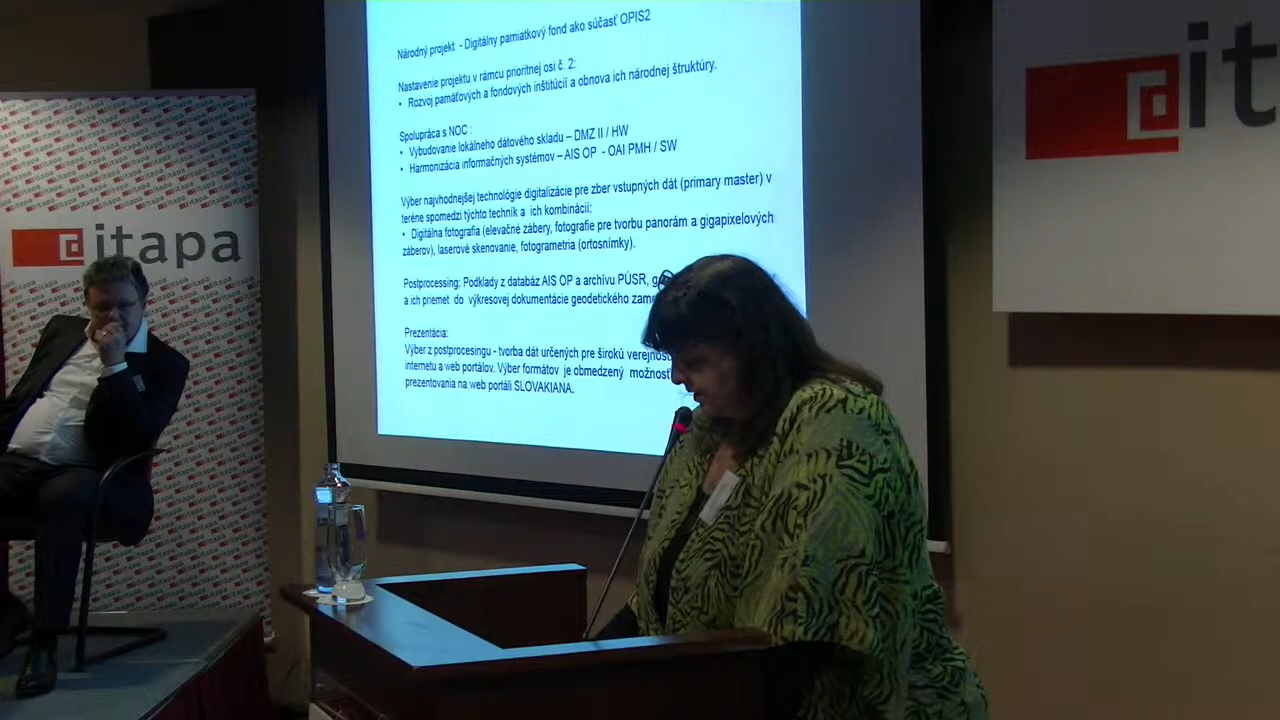 Národný projekt - Digitálny pamiatkový fond ako súčasť OPIS2
Nastavenie projektu v rámci prioritnej osi č. 2:
• Rozvoj pamäťových a fondových inštitúcií a obnova ich národnej štruktúry.
Spolupráca s NOC :
• Vybudovanie lokálneho dátového skladu – DMZ II / HW
• Harmonizácia informačných systémov – AIS OP - OAI PMH / SW
Výber najvhodnejšej technológie digitalizácie pre zber vstupných dát (primary master) v
teréne spomedzi týchto techník a ich kombinácií:
• Digitálna fotografia (elevačné zábery, fotografie pre tvorbu panorám a gigapixelových
záberov), laserové skenovanie, fotogrametria (ortosnímky).
Postprocessing: Podklady z databáz AIS OP a archívu PÚSR,
a ich priemet do výkresovej dokumentácie geodetického
Prezentácia:
Výber z postprocesingu - tvorba dát určených pre širokú
internetu a web portálov. Výber formátov je obmedzený
prezentovania na web portáli SLOVAKIANA.
itapa
it